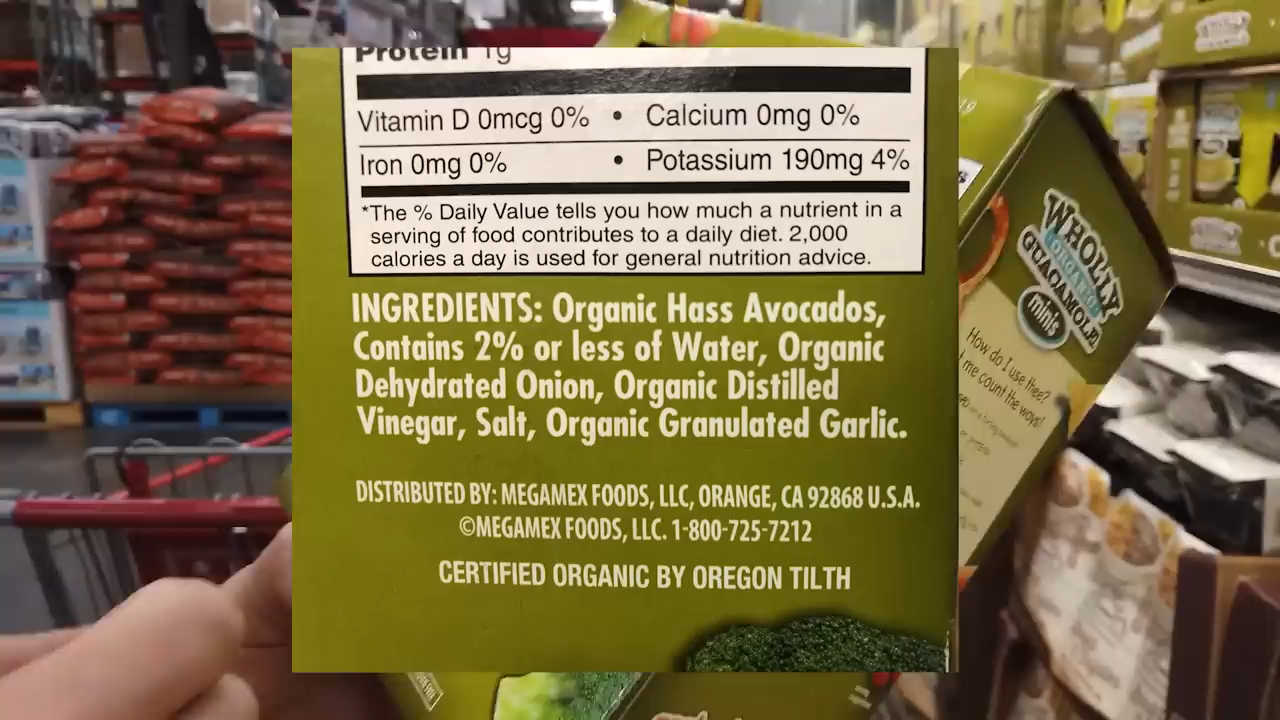 Protein 1g
Vitamin D 0mcg 0% • Calcium 0mg 0%
Iron 0mg 0% • Potassium 190mg 4%
*The % Daily Value tells you how much a nutrient in a
serving of food contributes to a daily diet. 2,000
calories a day is used for general nutrition advice.
INGREDIENTS: Organic Hass Avocados,
Contains 2% or less of Water, Organic
Dehydrated Onion, Organic Distilled
Vinegar, Salt, Organic Granulated Garlic.
DISTRIBUTED BY: MEGAMEX FOODS, LLC, ORANGE, CA 92868 U.S.A.
©MEGAMEX FOODS, LLC. 1-800-725-7212
CERTIFIED ORGANIC BY OREGON TILTH
WHOLLY
ORGANIC
GUACAMOLE
minis
How do I use thee?
me count the ways!